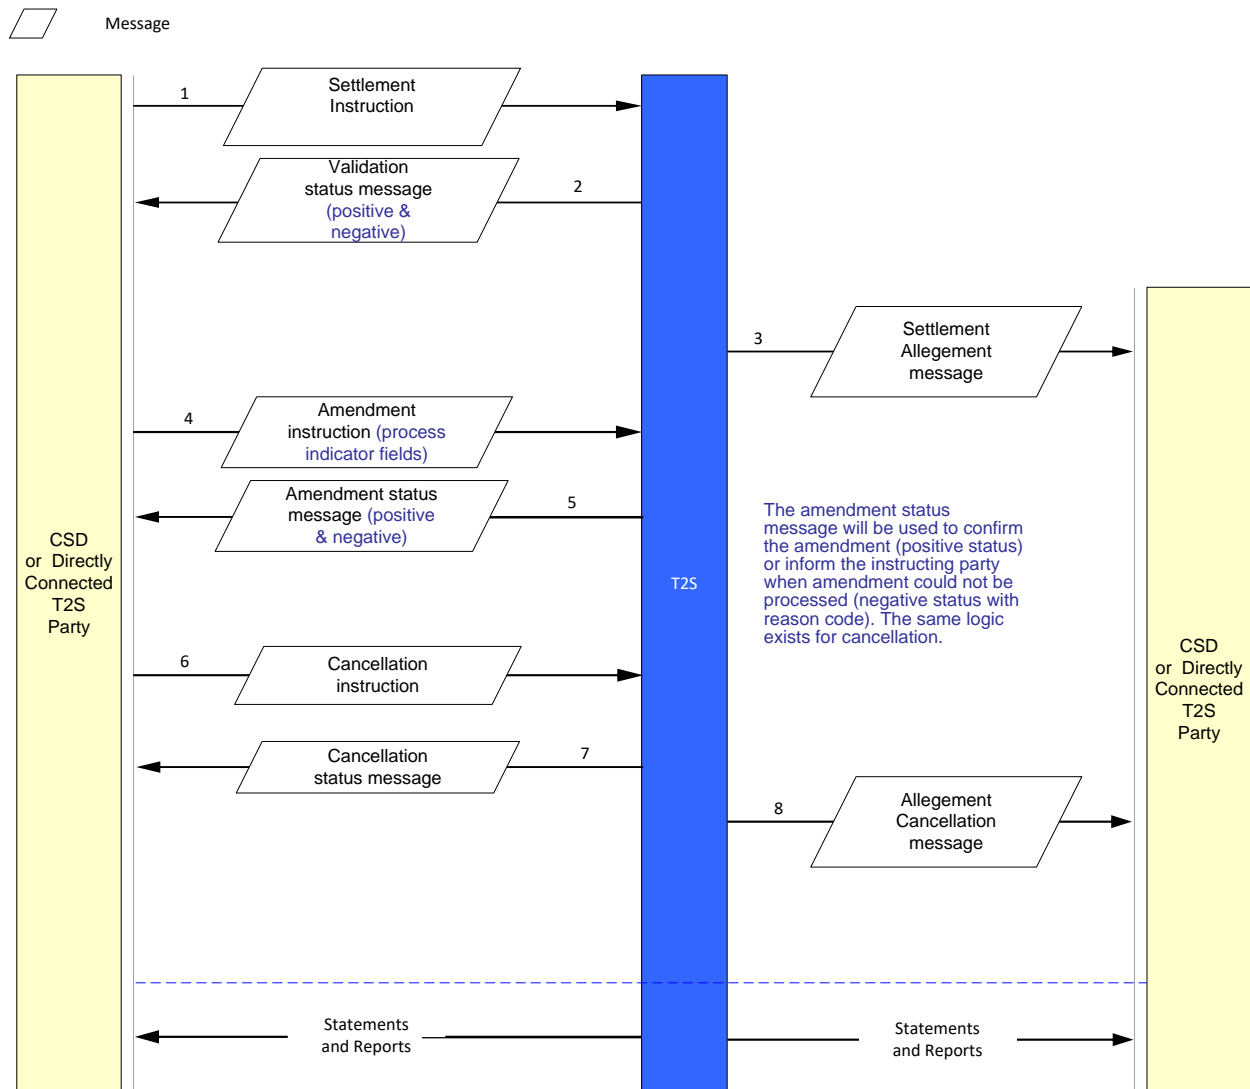 Message
1
Settlement
Instruction
Validation
status message
(positive &
negative)
2
3
Settlement
Allegement
message
4
Amendment
instruction (process
indicator fields)
Amendment status
message (positive
& negative)
5
The amendment status
message will be used to confirm
the amendment (positive status)
or inform the instructing party
when amendment could not be
processed (negative status with
reason code). The same logic
exists for cancellation.
CSD
or Directly
Connected
T2S
Party
T2S
CSD
or Directly
Connected
T2S
Party
6
Cancellation
instruction
Cancellation
status message
7
8
Allegement
Cancellation
message
Statements
and Reports
Statements
and Reports